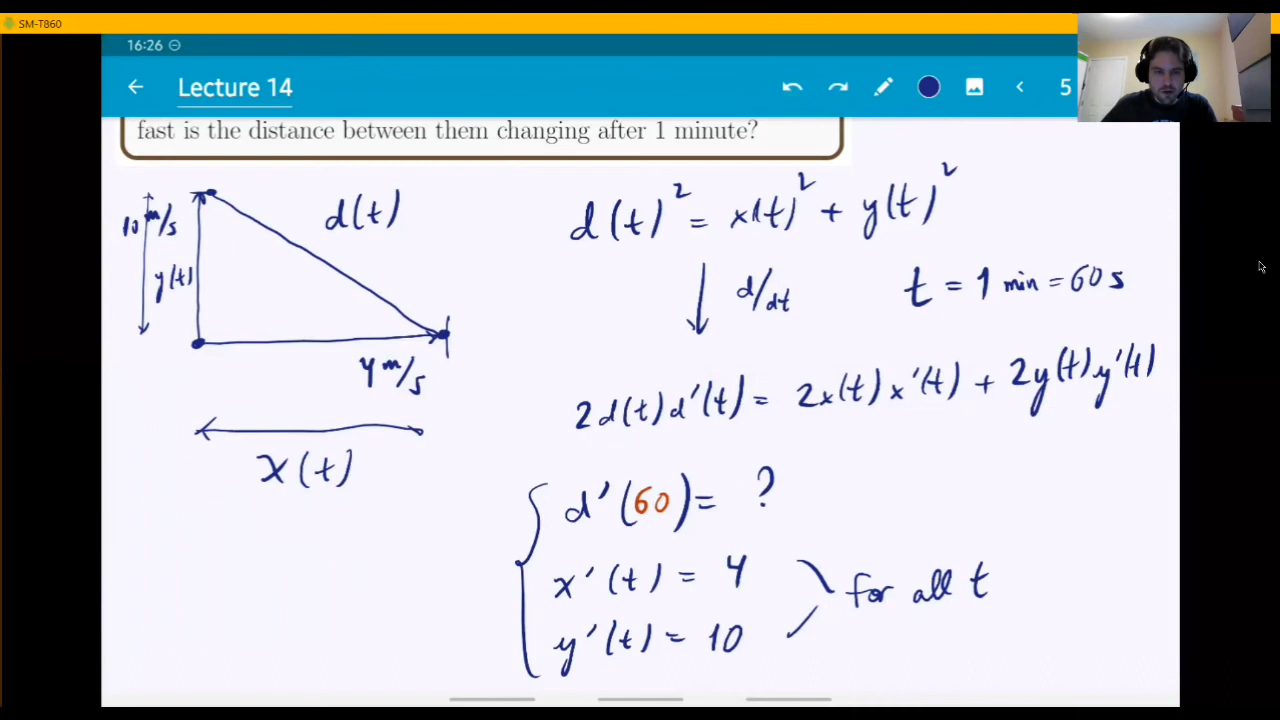 SM-T860
16:26
Lecture 14
5
fast is the distance between them changing after 1 minute?
10 m/s
y(t)
d(t)
4 m/s
x(t)
d(t)² = x(t)² + y(t)²
d/dt
t = 1 min = 60 s
2d(t)d'(t) = 2x(t)x'(t) + 2y(t)y'(t)
d'(60) = ?
x'(t) = 4
y'(t) = 10
for all t